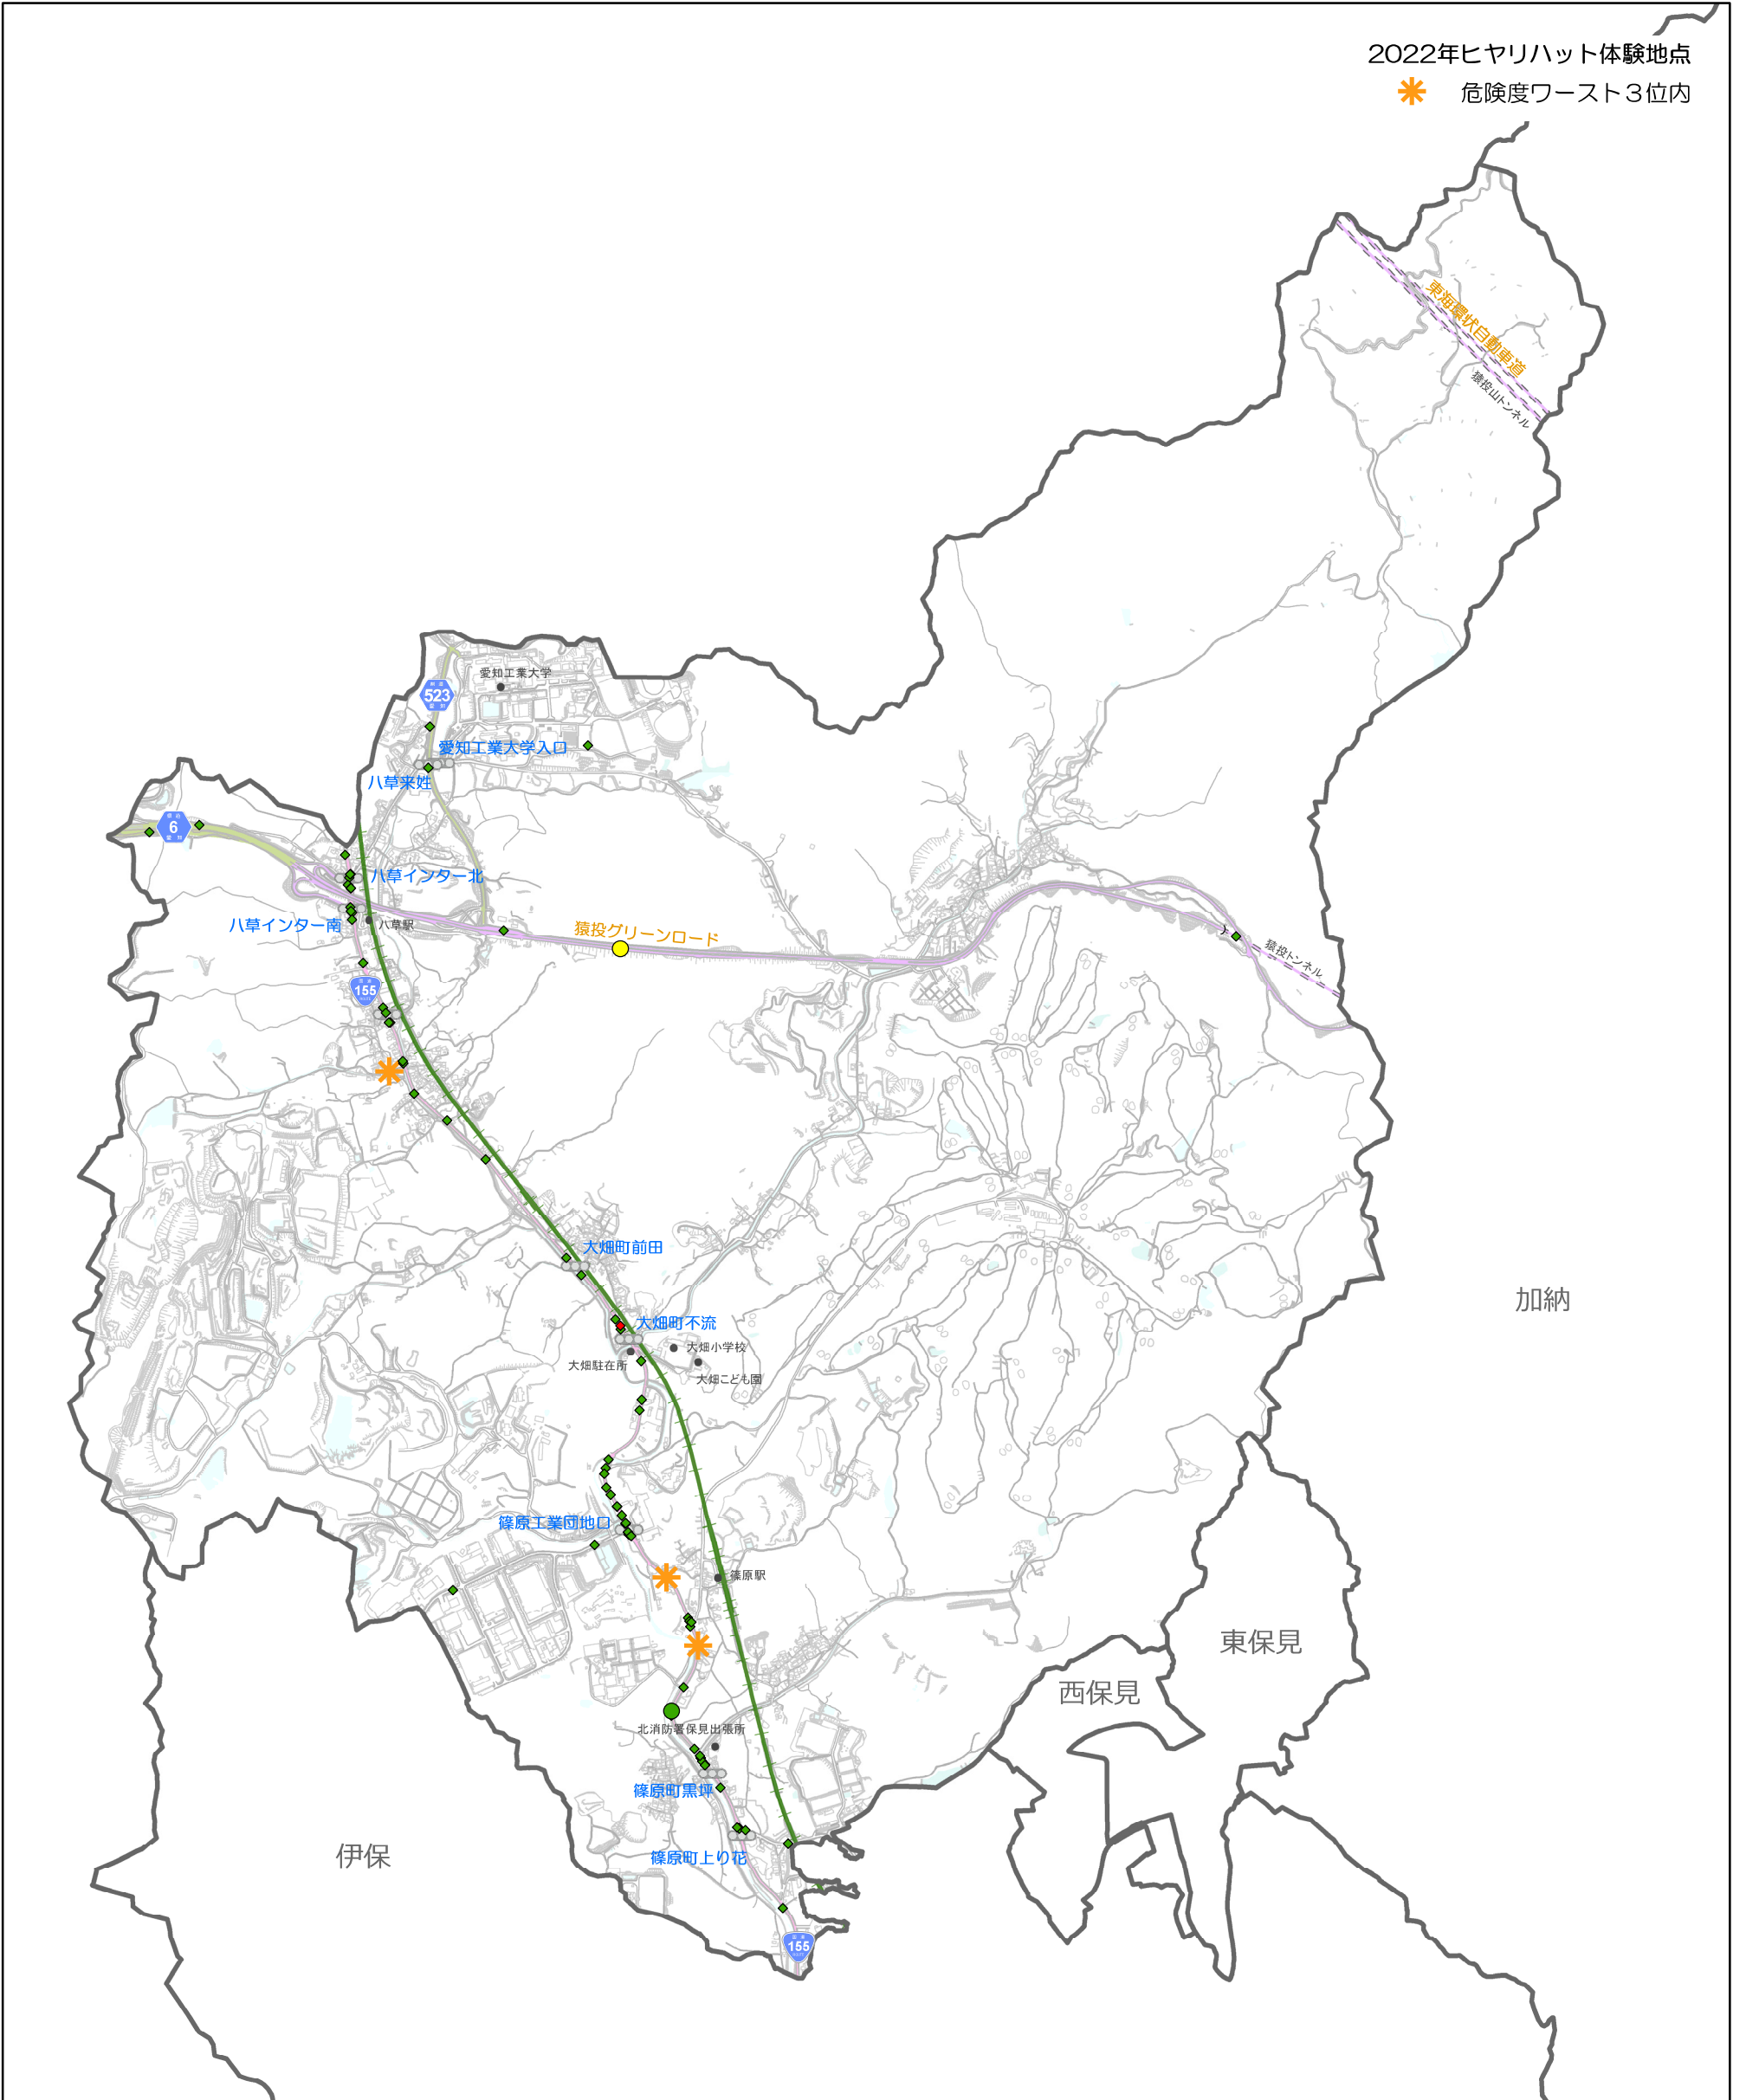 2022年ヒヤリハット体験地点
危険度ワースト3位内
東海環状自動車道
猿投山トンネル
愛知工業大学
523
愛知工業大学入口
八草来姓
6
八草インター北
八草インター南
八草駅
猿投グリーンロード
猿投トンネル
155
大畑町前田
加納
大畑町不流
大畑小学校
大畑駐在所
大畑こども園
篠原工業団地口
篠原駅
東保見
西保見
北消防署保見出張所
篠原町黒坪
伊保
篠原町上り花
155